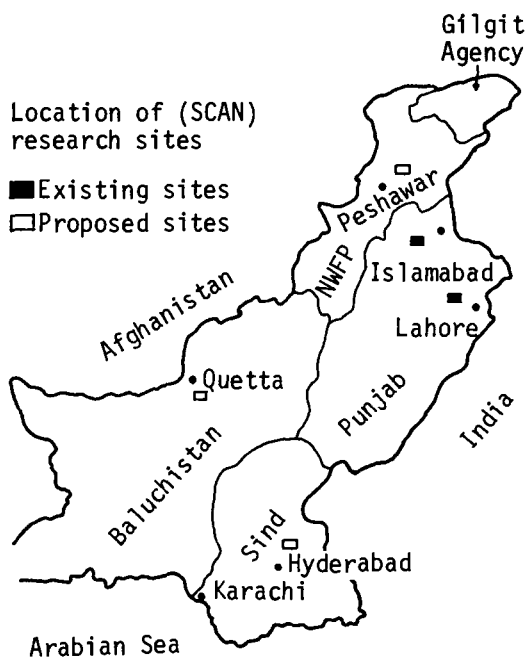 Gilgit
Agency
Location of (SCAN)
research sites
Existing sites
Proposed sites
Peshawar
NWFP
Islamabad
Afghanistan
Lahore
Quetta
Punjab
India
Baluchistan
Sind
Hyderabad
Karachi
Arabian Sea